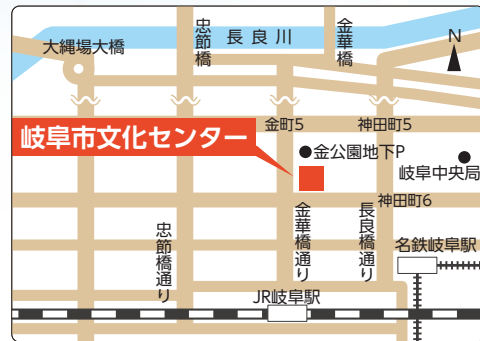 忠節橋
長良川
金華橋
N
大縄場大橋
金町5
神田町5
岐阜市文化センター
●金公園地下P
岐阜中央局
神田町6
忠節橋通り
金華橋通り
長良橋通り
名鉄岐阜駅
JR岐阜駅